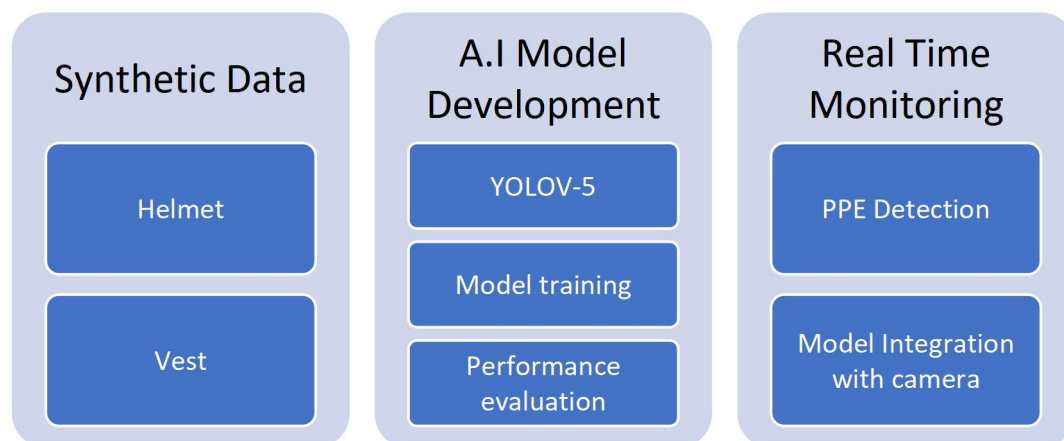 Synthetic Data
Helmet
Vest
A.I Model
Development
YOLOV-5
Model training
Performance
evaluation
Real Time
Monitoring
PPE Detection
Model Integration
with camera